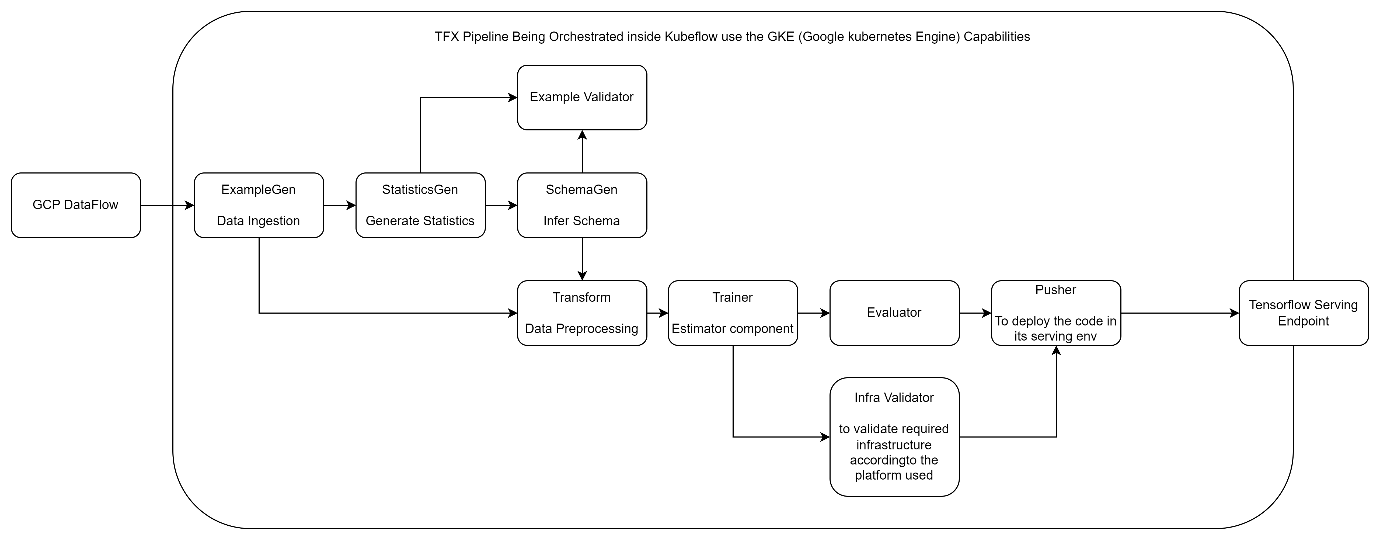 TFX Pipeline Being Orchestrated inside Kubeflow use the GKE (Google kubernetes Engine) Capabilities
Example Validator
GCP DataFlow
ExampleGen
Data Ingestion
StatisticsGen
Generate Statistics
SchemaGen
Infer Schema
Transform
Data Preprocessing
Trainer
Estimator component
Evaluator
Pusher
To deploy the code in
its serving env
Tensorflow Serving
Endpoint
Infra Validator
to validate required
infrastructure
accordingto the
platform used